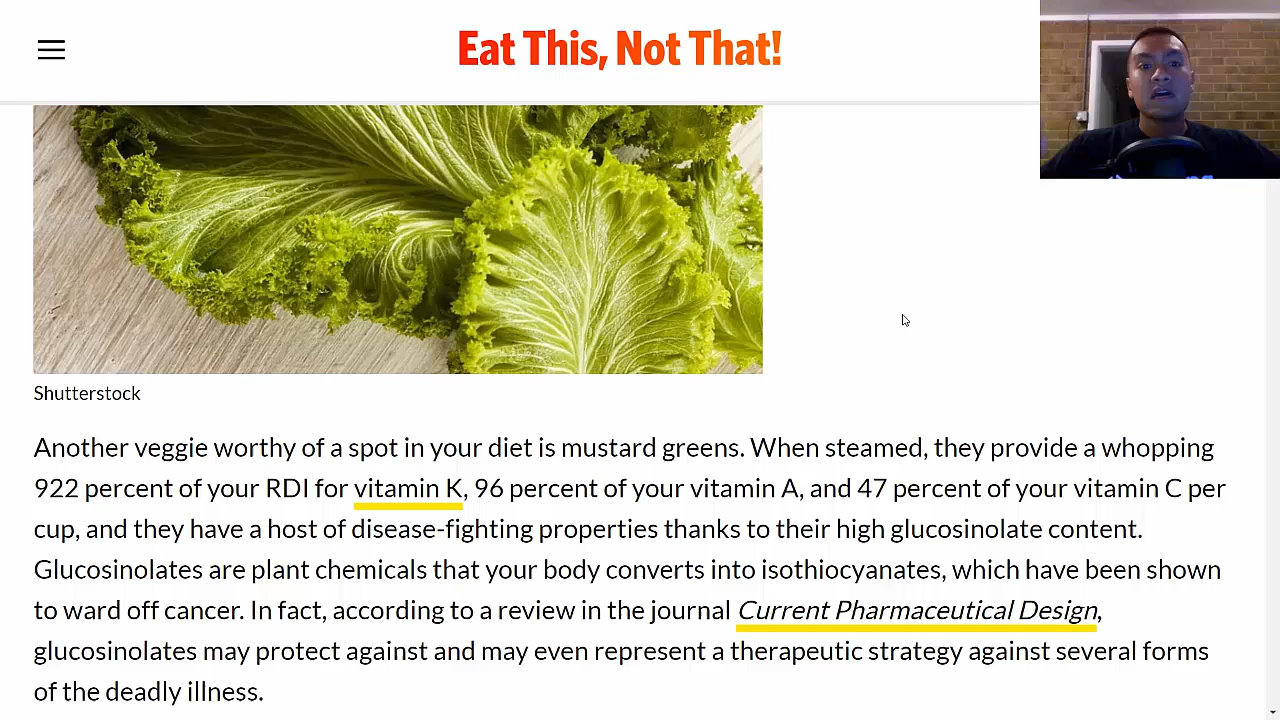 Eat This, Not That!
Shutterstock
Another veggie worthy of a spot in your diet is mustard greens. When steamed, they provide a whopping
922 percent of your RDI for vitamin K, 96 percent of your vitamin A, and 47 percent of your vitamin C per
cup, and they have a host of disease-fighting properties thanks to their high glucosinolate content.
Glucosinolates are plant chemicals that your body converts into isothiocyanates, which have been shown
to ward off cancer. In fact, according to a review in the journal Current Pharmaceutical Design,
glucosinolates may protect against and may even represent a therapeutic strategy against several forms
of the deadly illness.